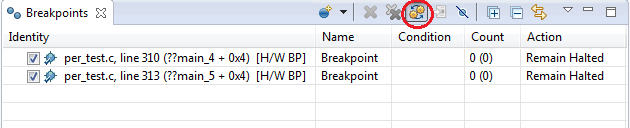 Breakpoints
Identity Name Condition Count Action
per_test.c, line 310 (??main_4 + 0x4) [H/W BP] Breakpoint 0 (0) Remain Halted
per_test.c, line 313 (??main_5 + 0x4) [H/W BP] Breakpoint 0 (0) Remain Halted